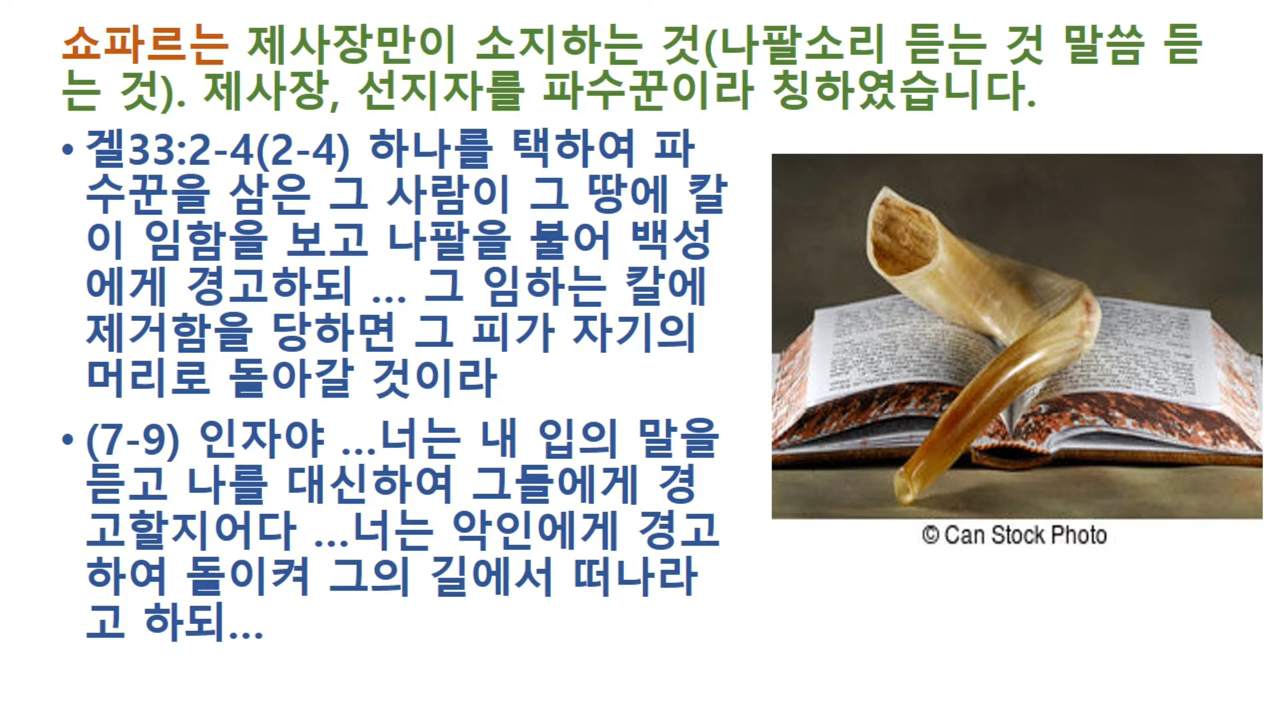 쇼파르는 제사장만이 소지하는 것(나팔소리 듣는 것 말씀 듣
는 것). 제사장, 선지자를 파수꾼이라 칭하였습니다.
• 겔33:2-4(2-4) 하나를 택하여 파
수꾼을 삼은 그 사람이 그 땅에 칼
이 임함을 보고 나팔을 불어 백성
에게 경고하되 ... 그 임하는 칼에
제거함을 당하면 그 피가 자기의
머리로 돌아갈 것이라
• (7-9) 인자야 ...너는 내 입의 말을
듣고 나를 대신하여 그들에게 경
고할지어다 ...너는 악인에게 경고
하여 돌이켜 그의 길에서 떠나라
고 하되...
© Can Stock Photo